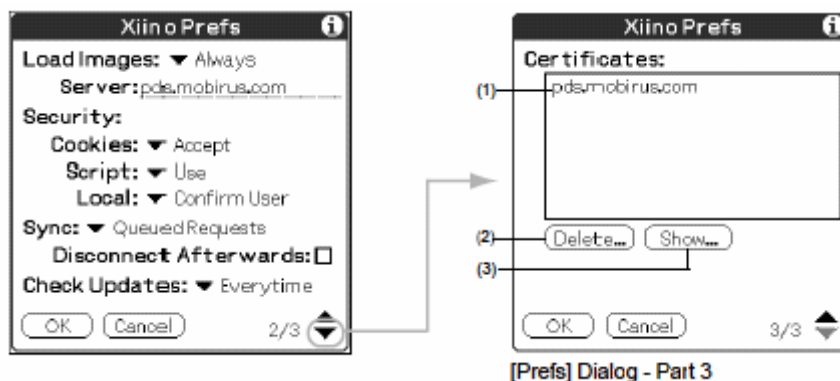 Xiino Prefs
Load Images: Always
Server: pds.mobirus.com
Security:
Cookies: Accept
Script: Use
Local: Confirm User
Sync: Queued Requests
Disconnect Afterwards:
Check Updates: Everytime
OK Cancel 2/3
Xiino Prefs
Certificates:
(1) pds.mobirus.com
(2) Delete... Show...
(3)
OK Cancel 3/3
[Prefs] Dialog - Part 3